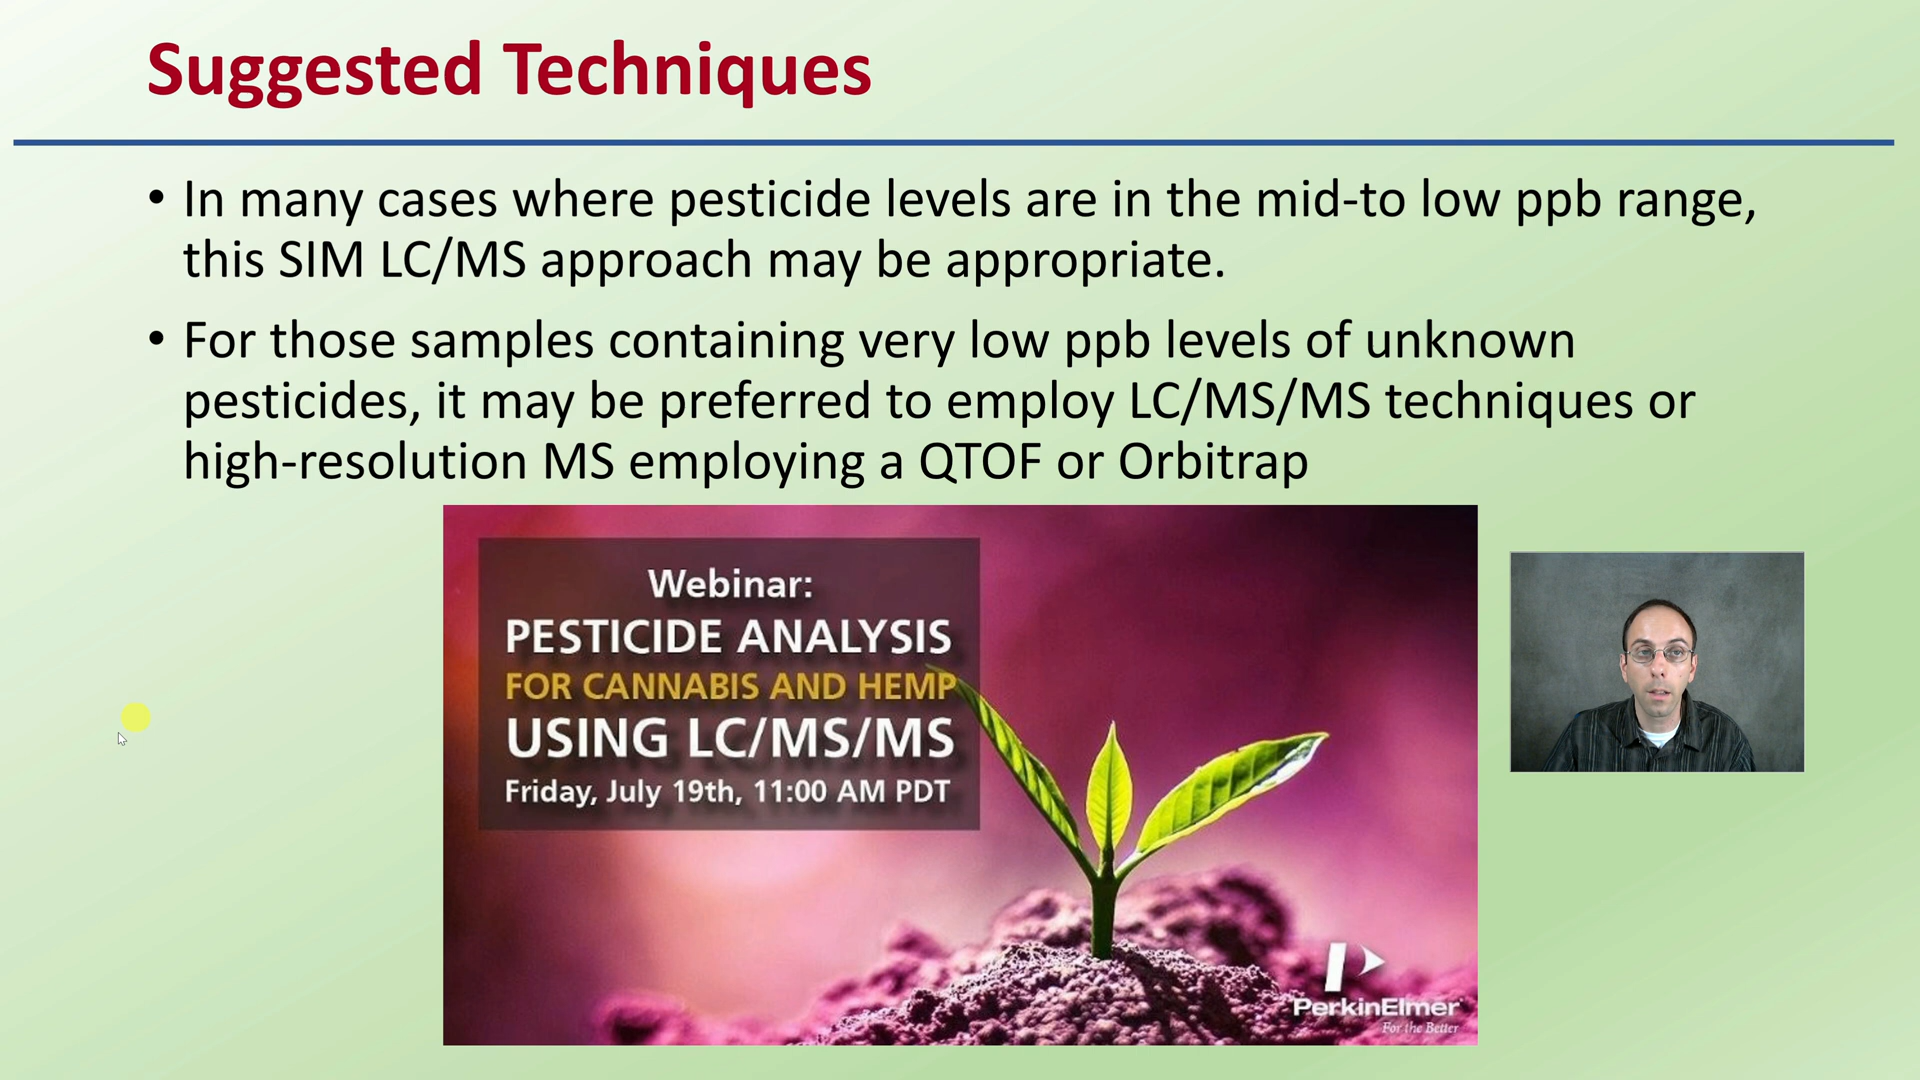 Suggested Techniques
• In many cases where pesticide levels are in the mid-to low ppb range,
this SIM LC/MS approach may be appropriate.
• For those samples containing very low ppb levels of unknown
pesticides, it may be preferred to employ LC/MS/MS techniques or
high-resolution MS employing a QTOF or Orbitrap
Webinar:
PESTICIDE ANALYSIS
FOR CANNABIS AND HEMP
USING LC/MS/MS
Friday, July 19th, 11:00 AM PDT
PerkinElmer
For the Better